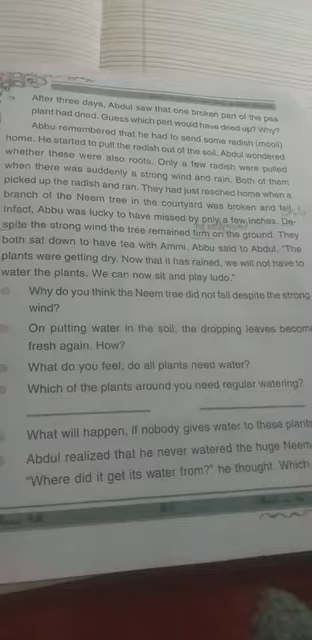 After three days, Abdul saw that one broken part of the pea
plant had dried. Guess which part would have dried up? Why?
Abbu remembered that he had to send some radish (mooli)
home. He started to pull the radish out of the soil. Abdul wondered
whether these were also roots. Only a few radish were pulled
when there was suddenly a strong wind and rain. Both of them
picked up the radish and ran. They had just reached home when a
branch of the Neem tree in the courtyard was broken and fell.
Infact, Abbu was lucky to have missed by only a few inches. De-
spite the strong wind the tree remained firm on the ground. They
both sat down to have tea with Ammi. Abbu said to Abdul, "The
plants were getting dry. Now that it has rained, we will not have to
water the plants. We can now sit and play ludo."
Why do you think the Neem tree did not fall despite the strong
wind?
On putting water in the soil, the dropping leaves become
fresh again. How?
What do you feel, do all plants need water?
Which of the plants around you need regular watering?
What will happen, if nobody gives water to these plants
Abdul realized that he never watered the huge Neem
"Where did it get its water from?" he thought. Which